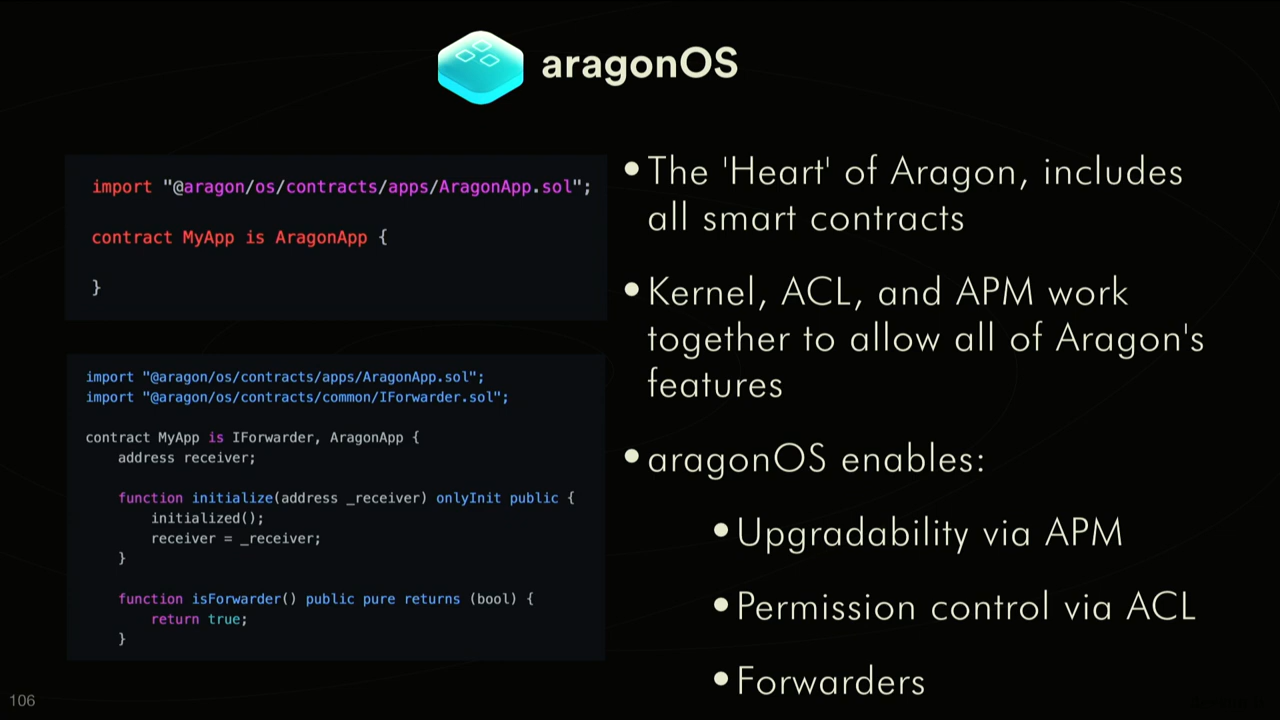 aragonOS
import "@aragon/os/contracts/apps/AragonApp.sol";
contract MyApp is AragonApp {
}
import "@aragon/os/contracts/apps/AragonApp.sol";
import "@aragon/os/contracts/common/IForwarder.sol";
contract MyApp is IForwarder, AragonApp {
address receiver;
function initialize(address _receiver) onlyInit public {
initialized();
receiver = _receiver;
}
function isForwarder() public pure returns (bool) {
return true;
}
•The 'Heart' of Aragon, includes
all smart contracts
•Kernel, ACL, and APM work
together to allow all of Aragon's
features
•aragonOS enables:
•Upgradability via APM
•Permission control via ACL
•Forwarders
106